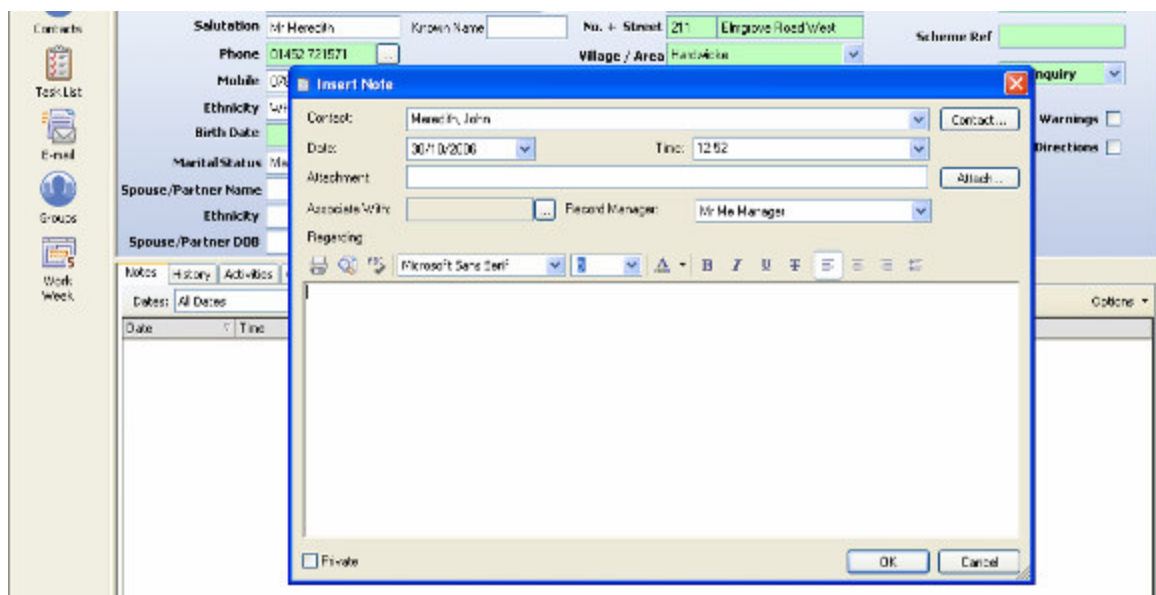 Contacts
Task List
E-mail
Groups
5
Work
Week
Salutation Mr Meredith Known Name No. + Street 211 Elmgrove Road West Scheme Ref
Phone 01452 721571 ... Village / Area Hardwicke
Mobile
Ethnicity
Birth Date
Marital Status
Spouse/Partner Name
Ethnicity
Spouse/Partner DOB
nquiry
Warnings
Directions
Insert Note
Contact: Meredith, John Contact...
Date: 30/10/2006 Time: 12:52
Attachment Attach...
Associate With: ... Record Manager: Mr Me Manager
Regarding
Microsoft Sans Serif A B I U
Notes History Activities
Dates: All Dates Options
Date Time
Private OK Cancel